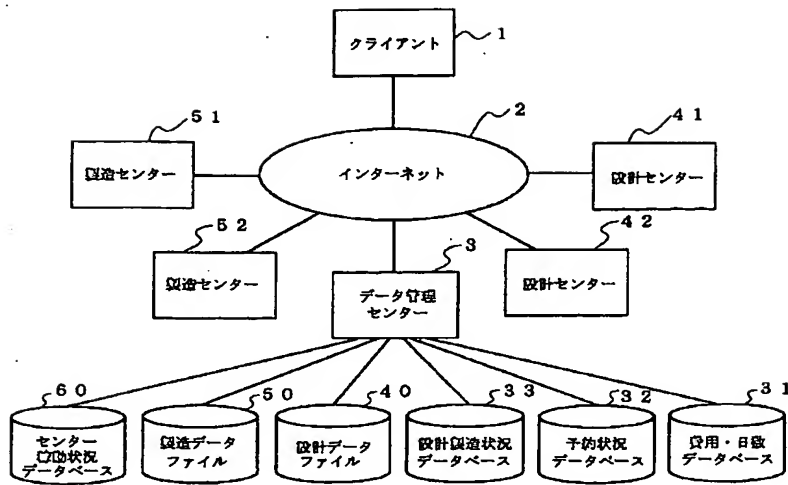 クライアント
1
インターネット
2
製造センター
51
設計センター
41
製造センター
52
設計センター
42
データ管理
センター
3
センター
稼動状況
データベース
60
製造データ
ファイル
50
設計データ
ファイル
40
設計製造状況
データベース
33
予約状況
データベース
32
費用・日数
データベース
31